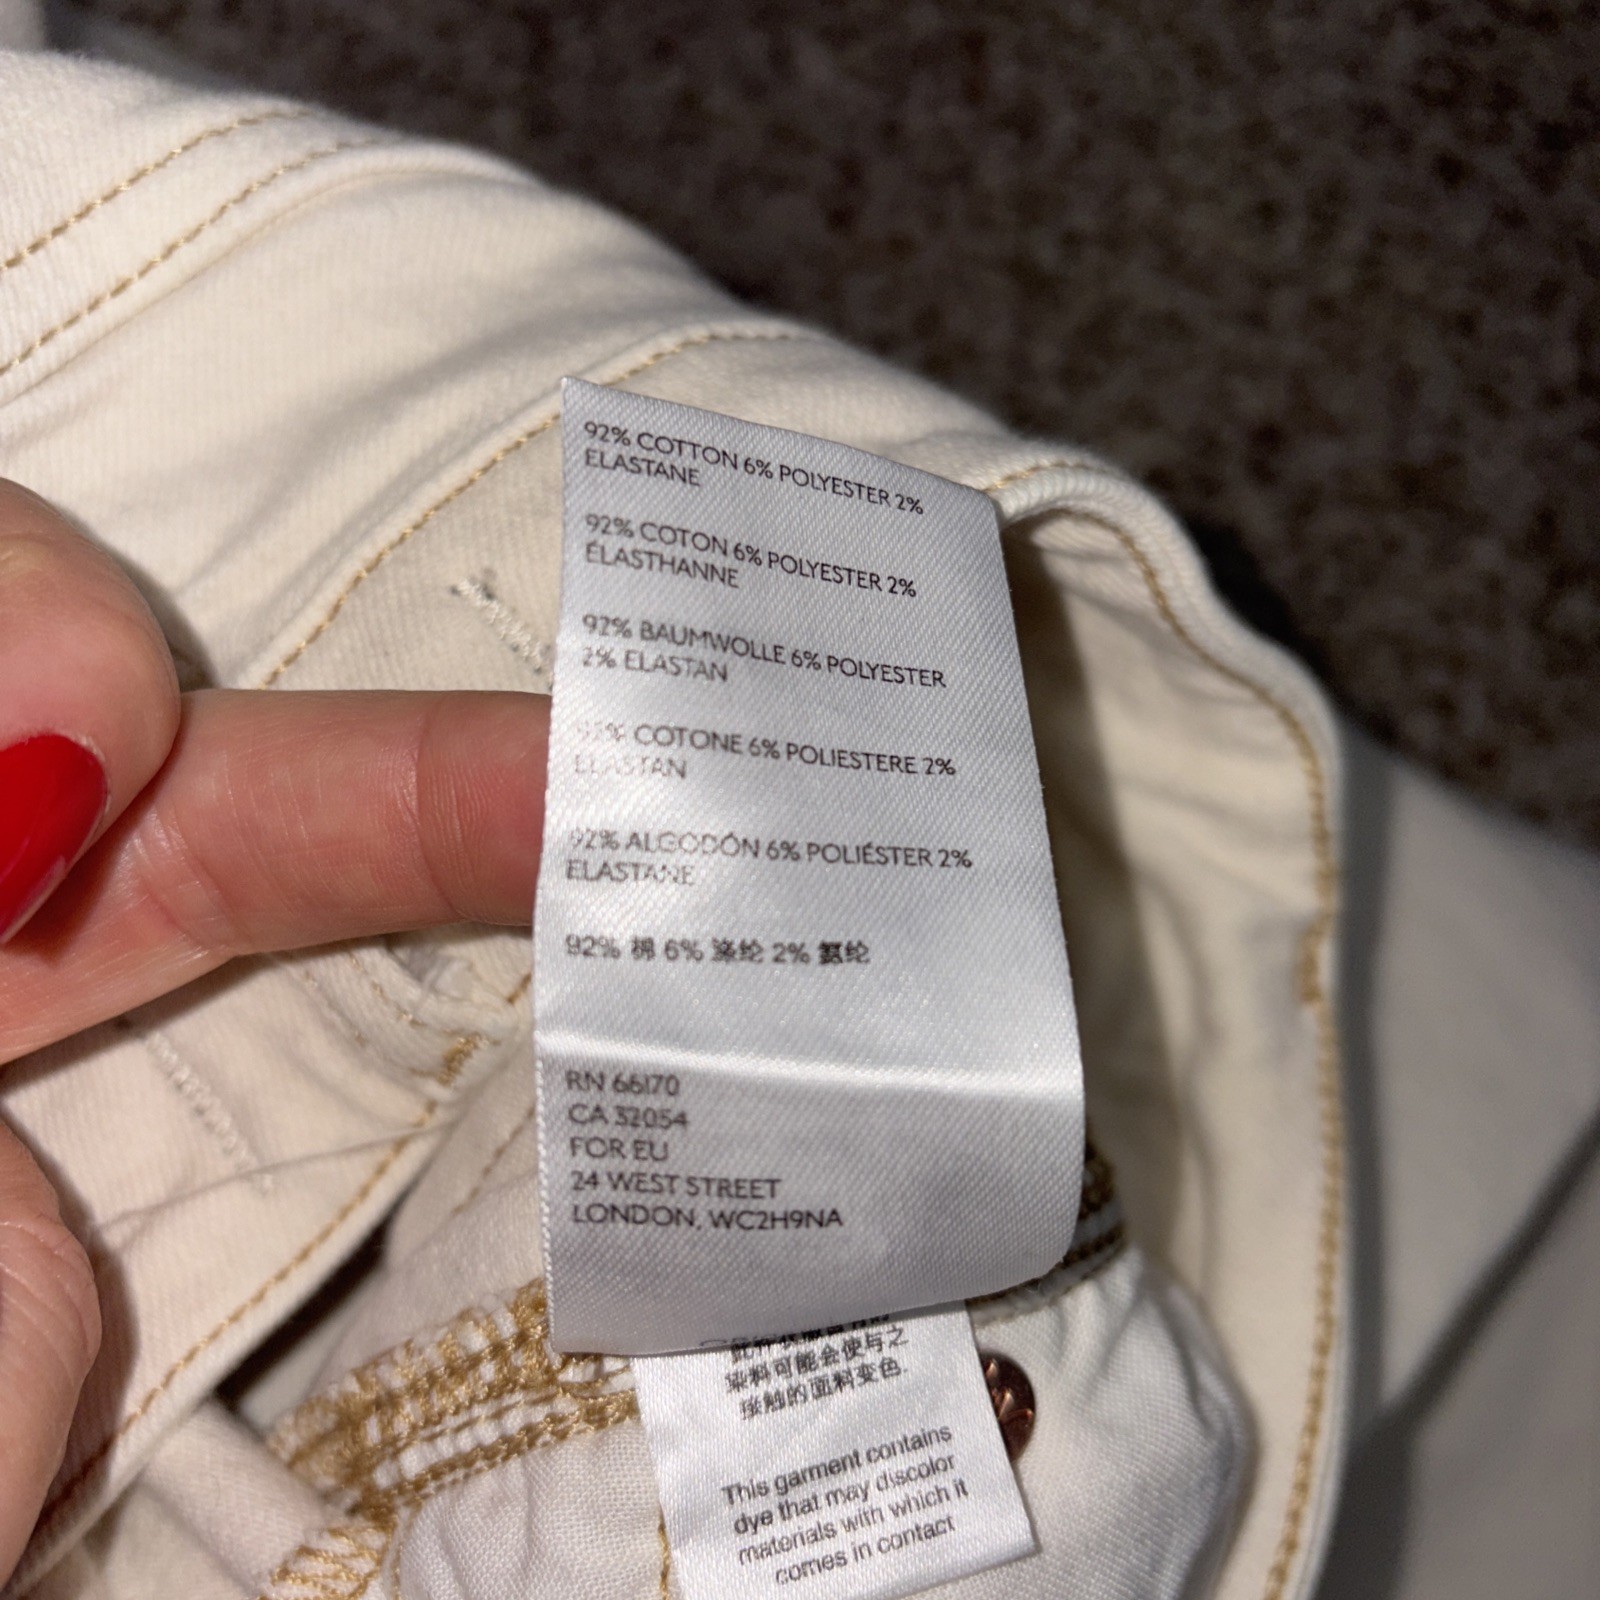 92% COTTON 6% POLYESTER 2%
ELASTANE
92% COTON 6% POLYESTER 2%
ÉLASTHANNE
92% BAUMWOLLE 6% POLYESTER
2% ELASTAN
92% COTONE 6% POLIESTERE 2%
ELASTAN
92% ALGODÓN 6% POLIÉSTER 2%
ELASTANE
92% 棉 6% 涤纶 2% 氨纶
RN 66170
CA 32054
FOR EU
24 WEST STREET
LONDON, WC2H9NA
染料可能会使与之
接触的面料变色.
This garment contains
dye that may discolor
materials with which it
comes in contact